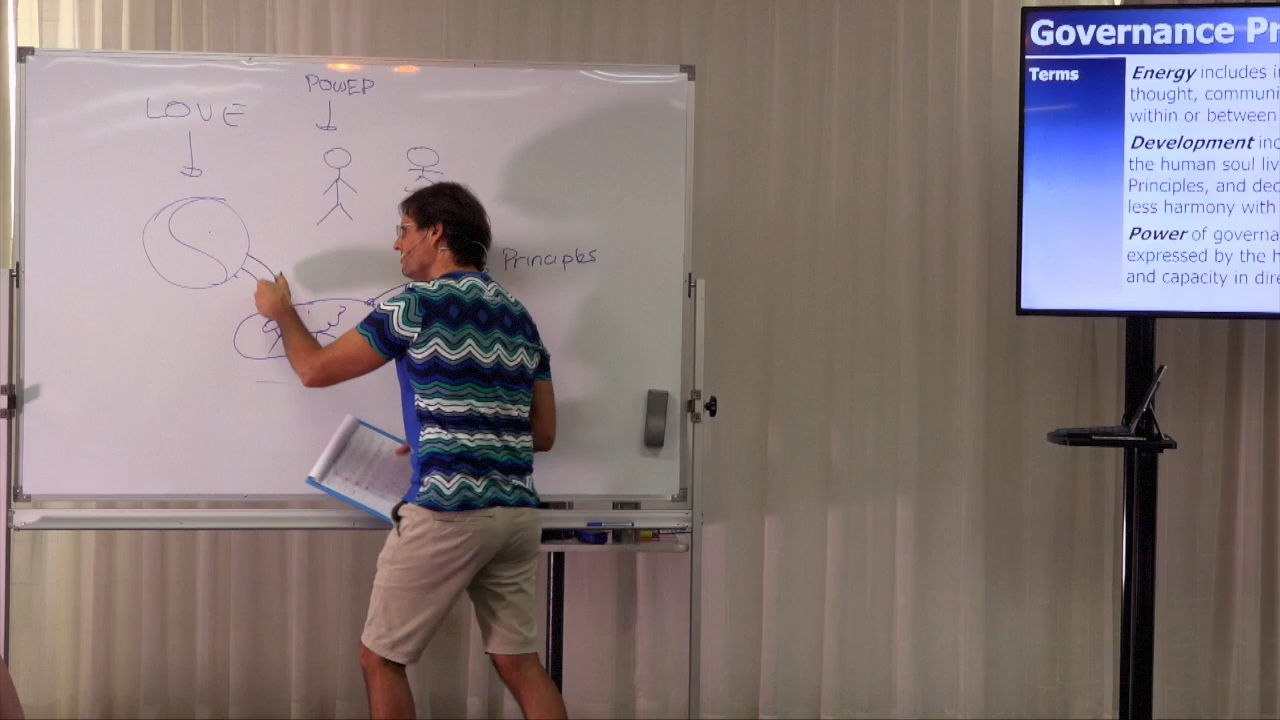 POWER
LOVE
Principles
Governance Pr
Terms
Energy includes i
thought, communi
within or between
Development inc
the human soul liv
Principles, and dec
less harmony with
Power of governa
expressed by the h
and capacity in dire